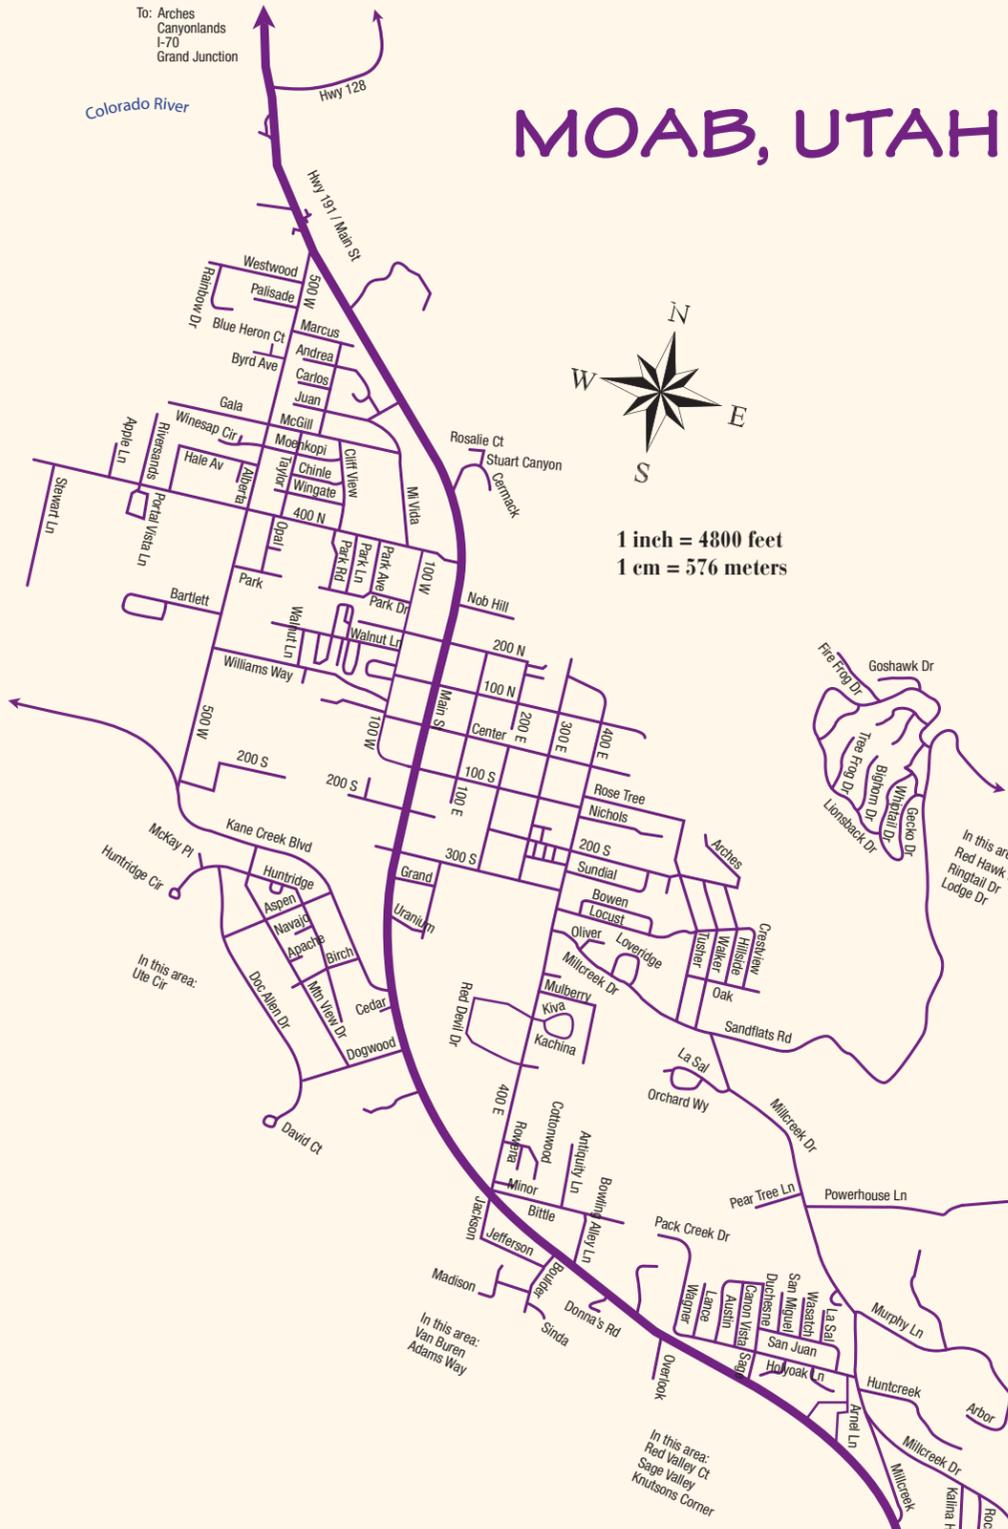 To: Arches
Canyonlands
I-70
Grand Junction
Hwy 128
Colorado River
MOAB, UTAH
Hwy 191 / Main St
Westwood
Rainbow Dr
500 W
Palisade
Blue Heron Ct
Marcus
Byrd Ave
Andrea
Carlos
Juan
Gala
McGill
Winesap Cir
Moenkopi
Apple Ln
Riversands
Hale Av
Alberta
Taylor
Chinle
Wingate
Cliff View
Mi Vida
Rosalie Ct
Stuart Canyon
Cermack
N
W
E
S
Stewart Ln
Portal Vista Ln
400 N
Opal
Park Rd
Park Ln
Park Ave
100 W
1 inch = 4800 feet
1 cm = 576 meters
Park
Park Dr
Nob Hill
Bartlett
Walnut Ln
Walnut Ln
200 N
Williams Way
100 N
Main St
500 W
100 W
Center
200 E
300 E
400 E
200 S
200 S
100 S
100 E
Rose Tree
Nichols
Fire Frog Dr
Goshawk Dr
Tree Frog Dr
Bighorn Dr
Whiptail Dr
Gecko Dr
Lionsback Dr
In this are
Red Hawk
Ringtail Dr
Lodge Dr
McKay Pl
Kane Creek Blvd
Huntridge Cir
Huntridge
300 S
200 S
Sundial
Arches
Grand
Aspen
Navajo
Apache
Birch
Uranium
Bowen
Locust
Oliver
Loveridge
Millcreek Dr
Tusher
Walker
Hillside
Crestview
In this area:
Ute Cir
Doc Allen Dr
Mtn View Dr
Cedar
Dogwood
Red Devil Dr
Mulberry
Kiva
Kachina
Oak
Sandflats Rd
La Sal
Orchard Wy
Millcreek Dr
David Ct
400 E
Rowena
Cottonwood
Antiquity Ln
Minor
Bittle
Bowling Alley Ln
Pear Tree Ln
Powerhouse Ln
Jackson
Jefferson
Pack Creek Dr
Madison
Boulder
Sinda
Donna's Rd
Wagner
Lance
Austin
Canon Vista
Duchesne
San Miguel
Wasatch
La Sal
Murphy Ln
San Juan
Sage
Holyoak Ln
Huntcreek
In this area:
Van Buren
Adams Way
Overlook
Arnel Ln
Arbor
Millcreek Dr
Millcreek
Kalina H
Roc
In this area:
Red Valley Ct
Sage Valley
Knutsons Corner